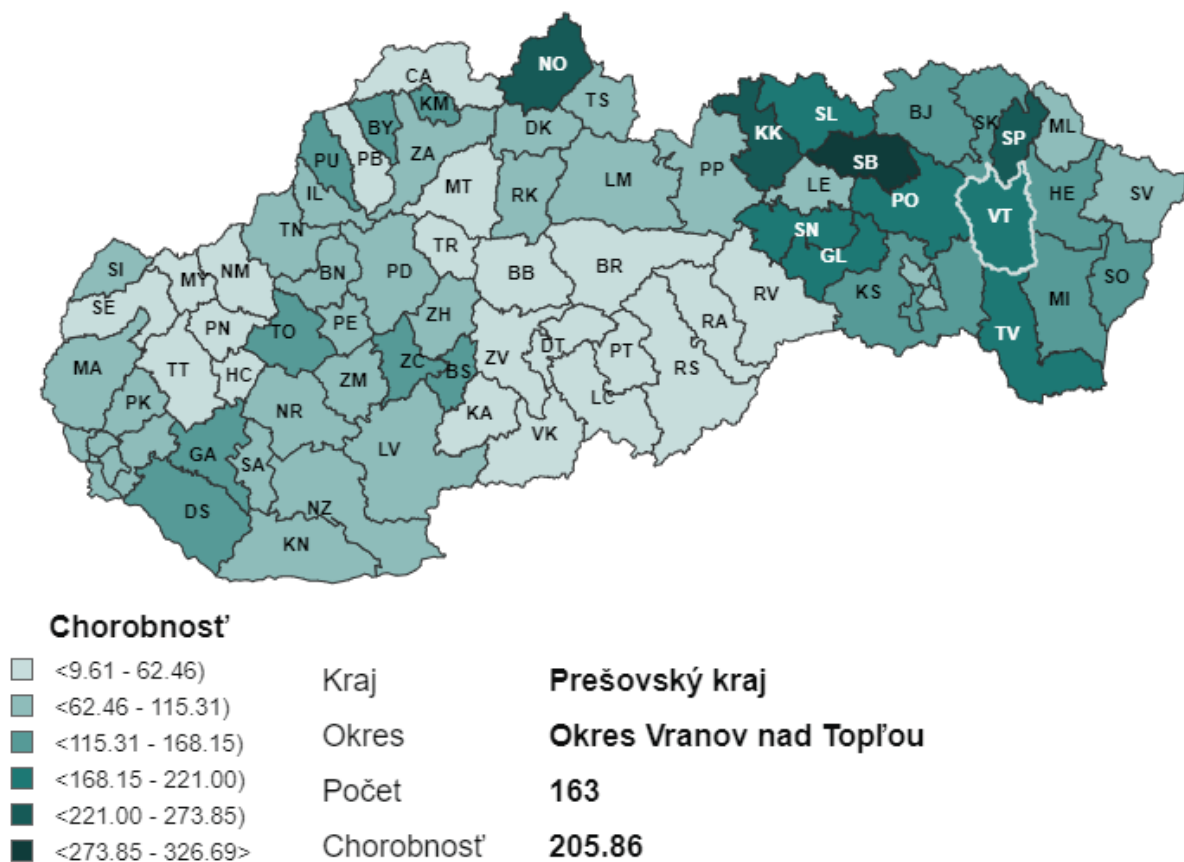 NO
CA
TS
KM
BY
DK
KK
SL
BJ
SK
SP
ML
PU
PB
ZA
SB
PP
LE
MT
RK
LM
IL
PO
HE
SV
VT
TN
TR
SN
GL
SI
MY
NM
BN
PD
BB
BR
RV
KS
MI
SO
SE
PN
TO
PE
ZH
RA
TV
MA
TT
HC
ZM
ZC
BS
ZV
DT
PT
RS
PK
NR
KA
LC
VK
GA
SA
LV
DS
NZ
KN
Chorobnosť
<9.61 - 62.46)
<62.46 - 115.31)
<115.31 - 168.15)
<168.15 - 221.00)
<221.00 - 273.85)
<273.85 - 326.69>
Kraj Prešovský kraj
Okres Okres Vranov nad Topľou
Počet 163
Chorobnosť 205.86